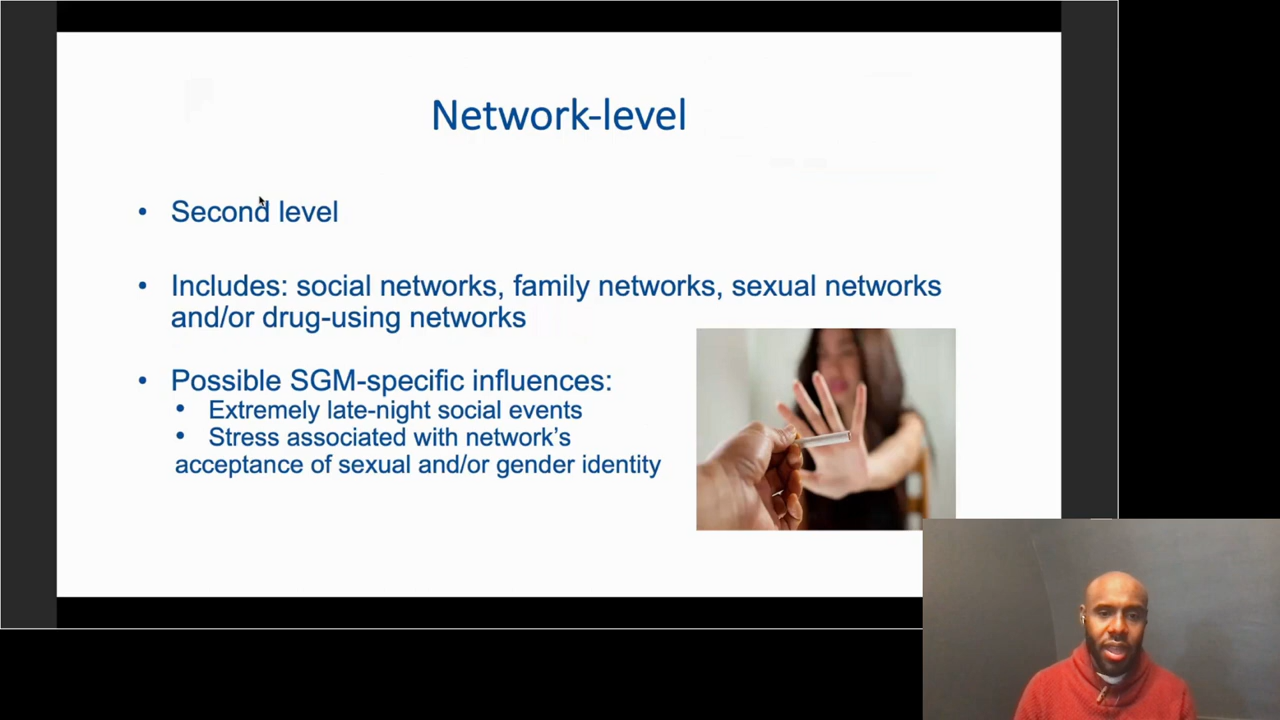 Network-level
• Second level
• Includes: social networks, family networks, sexual networks
and/or drug-using networks
• Possible SGM-specific influences:
• Extremely late-night social events
• Stress associated with network’s
acceptance of sexual and/or gender identity